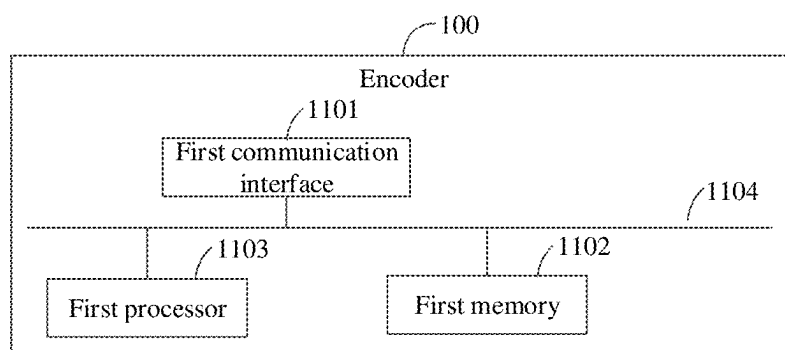 100
Encoder
1101
First communication
interface
1104
1103
1102
First processor
First memory